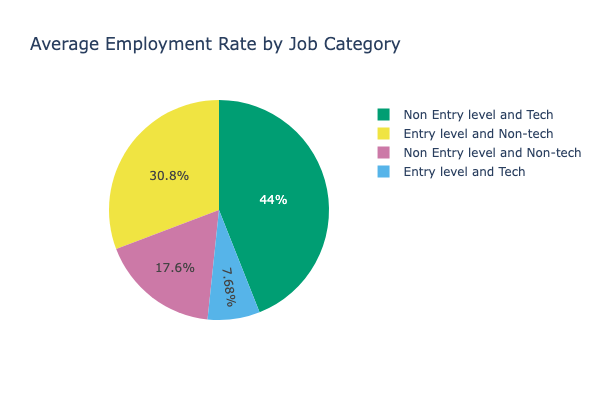 Average Employment Rate by Job Category
Non Entry level and Tech
Entry level and Non-tech
Non Entry level and Non-tech
Entry level and Tech
30.8%
44%
17.6%
7.68%